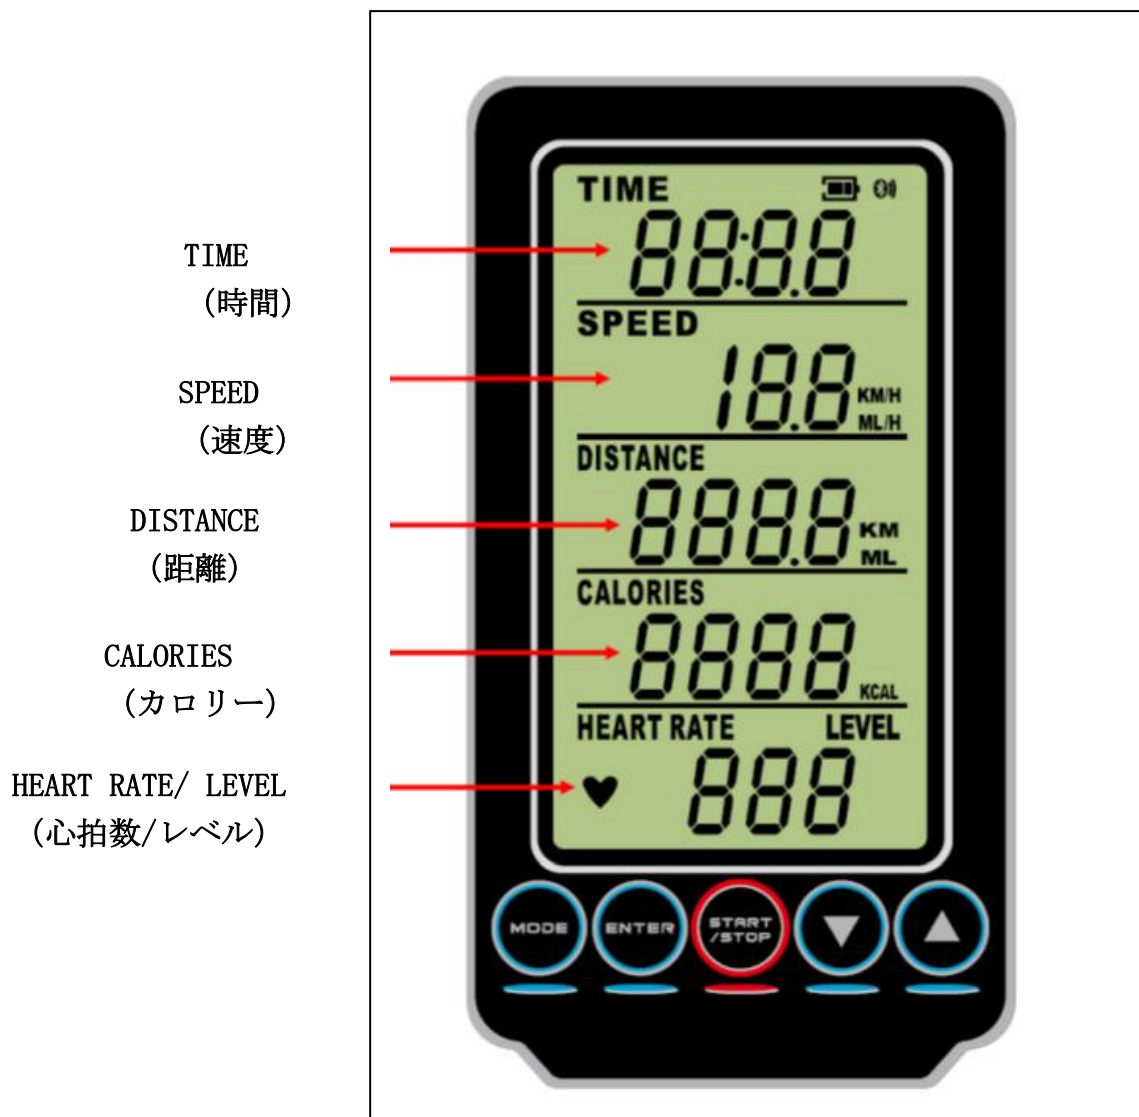 TIME
(時間)
SPEED
(速度)
DISTANCE
(距離)
CALORIES
(カロリー)
HEART RATE/ LEVEL
(心拍数/レベル)
TIME
88:8.8
SPEED
18.8 KM/H
ML/H
DISTANCE
888.8 KM
ML
CALORIES
8888 KCAL
HEART RATE LEVEL
888
MODE
ENTER
START
/STOP